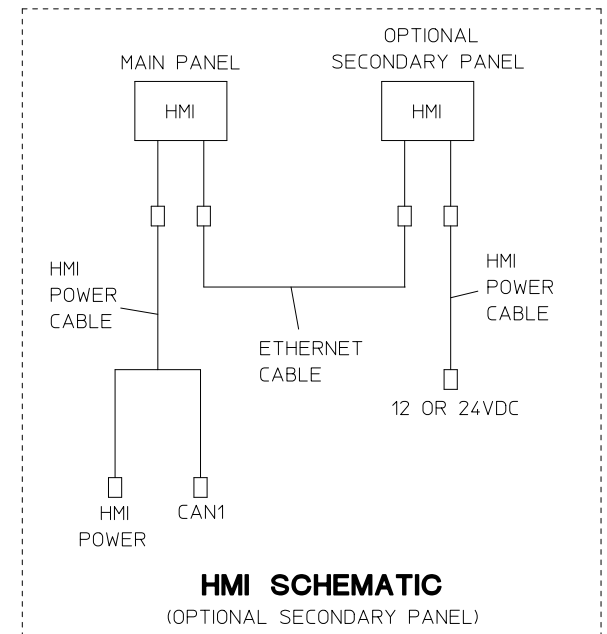 OPTIONAL
MAIN PANEL
SECONDARY PANEL
HMI
HMI
HMI
POWER
CABLE
HMI
POWER
CABLE
ETHERNET
CABLE
12 OR 24VDC
HMI
POWER
CAN1
HMI SCHEMATIC
(OPTIONAL SECONDARY PANEL)